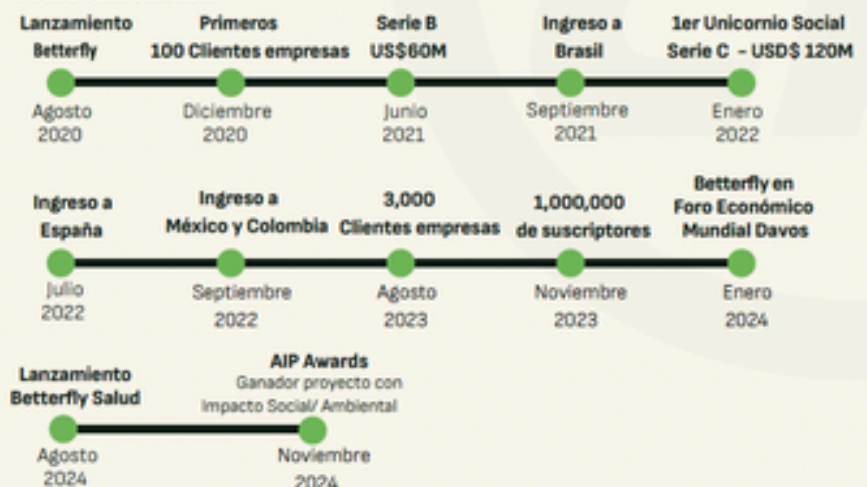 Lanzamiento
Betterfly
Agosto
2020
Primeros
100 Clientes empresas
Diciembre
2020
Serie B
US$60M
Junio
2021
Ingreso a
Brasil
Septiembre
2021
1er Unicornio Social
Serie C - USD$ 120M
Enero
2022
Ingreso a
España
Julio
2022
Ingreso a
México y Colombia
Septiembre
2022
3,000
Clientes empresas
Agosto
2023
1,000,000
de suscriptores
Noviembre
2023
Betterfly en
Foro Económico
Mundial Davos
Enero
2024
Lanzamiento
Betterfly Salud
Agosto
2024
AIP Awards
Ganador proyecto con
Impacto Social/ Ambiental
Noviembre
2024